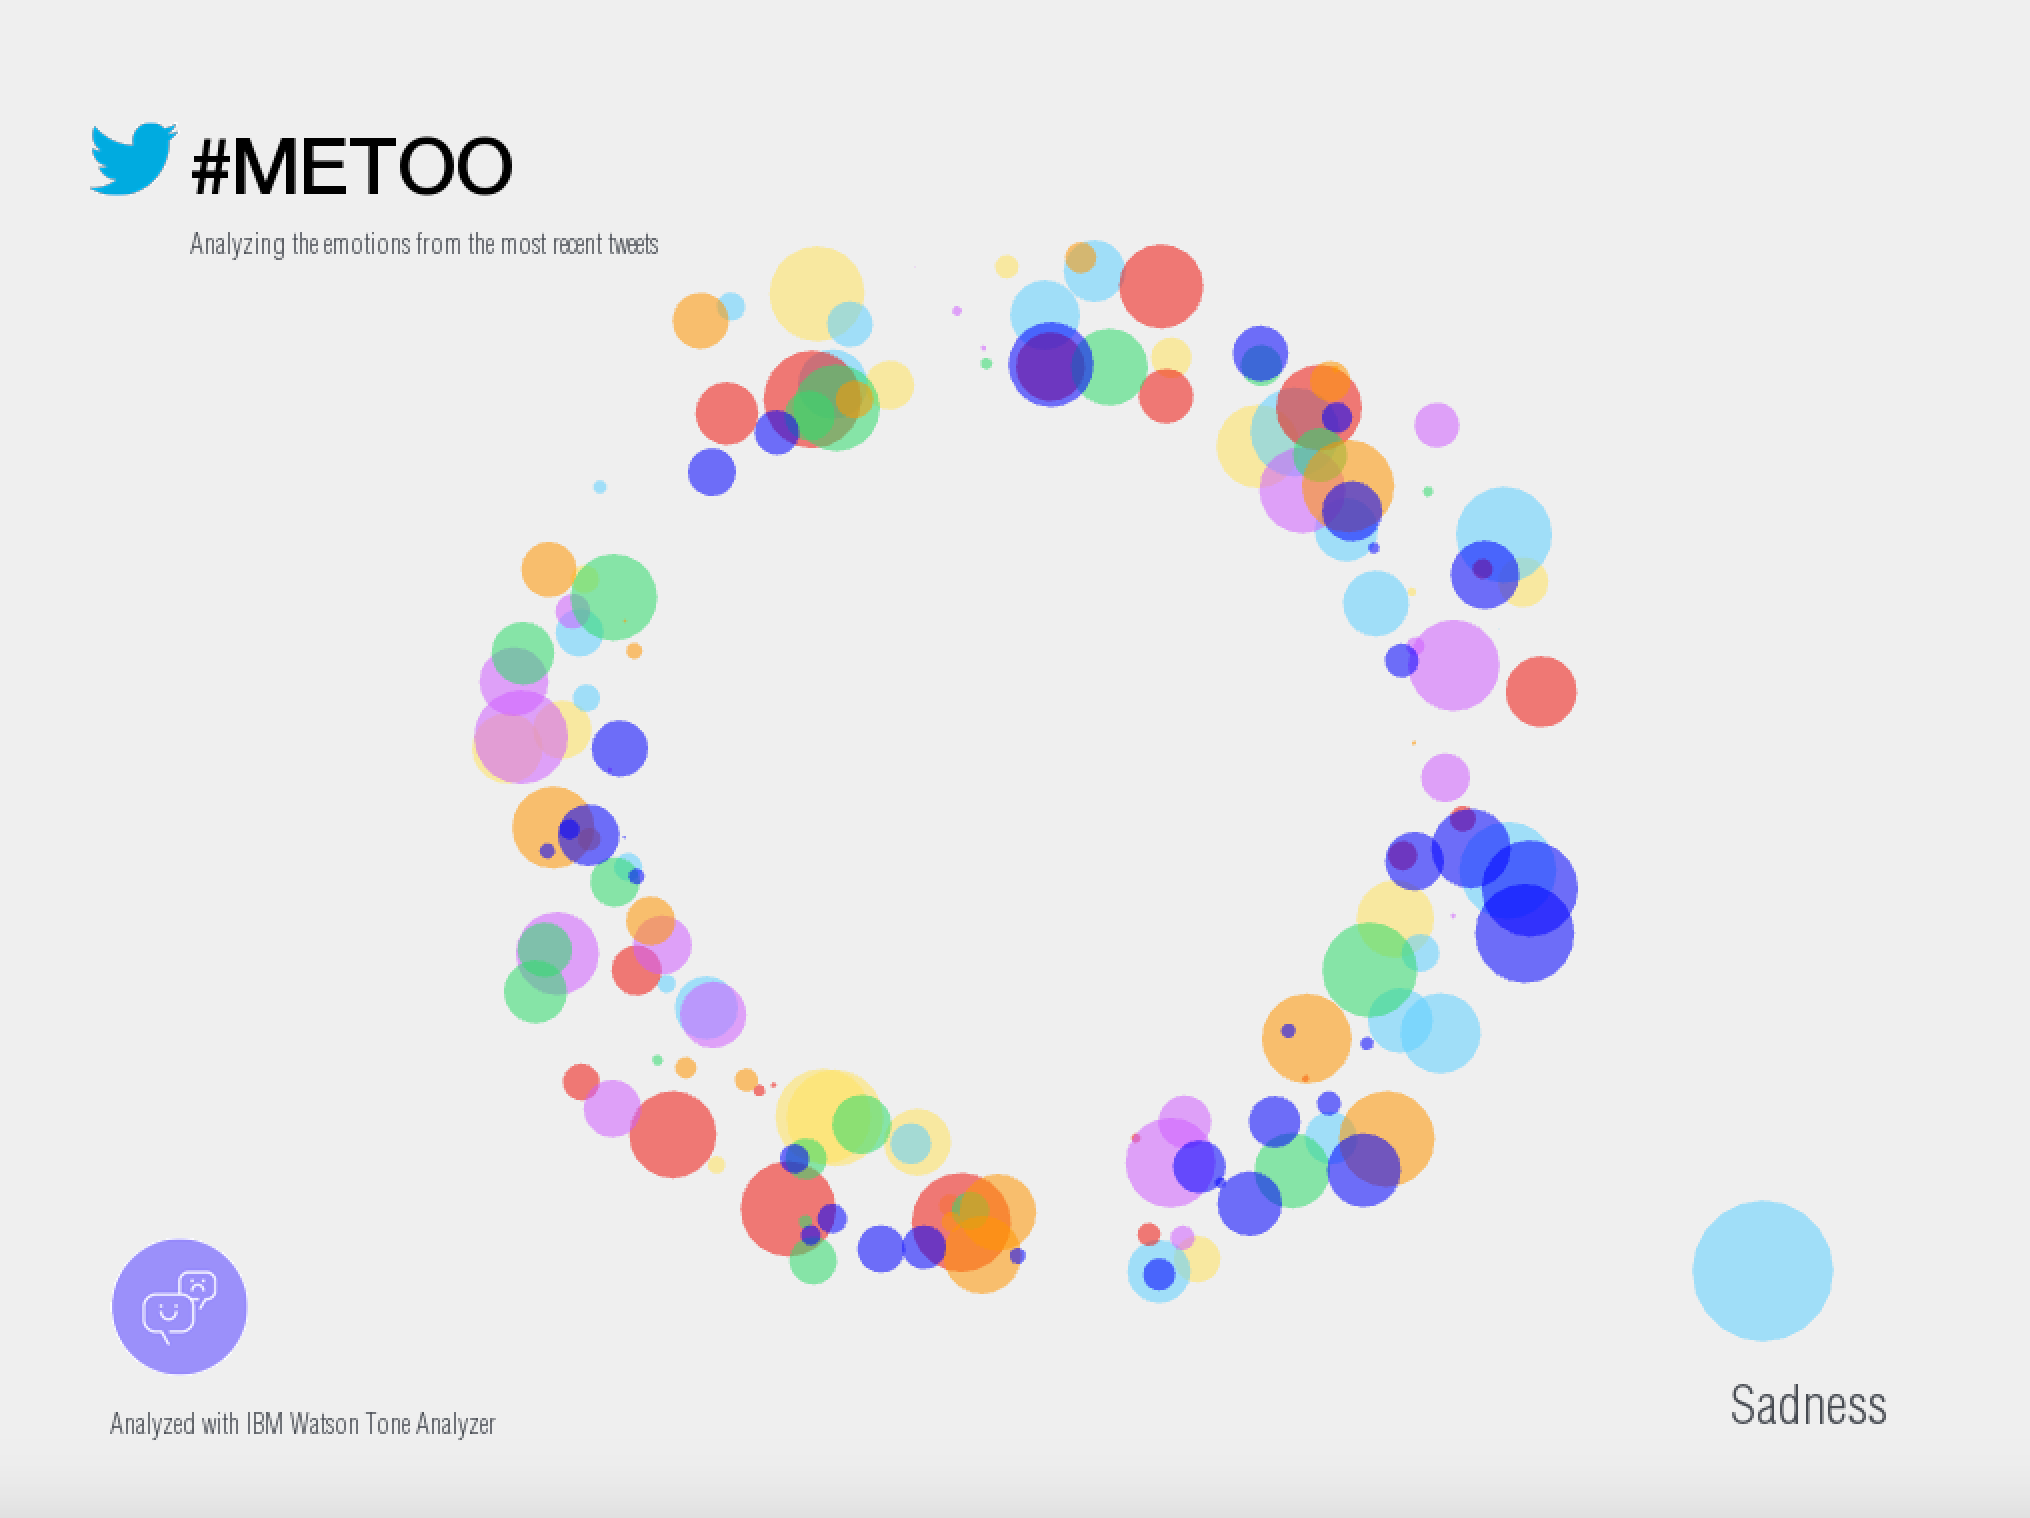 #METOO
Analyzing the emotions from the most recent tweets
Analyzed with IBM Watson Tone Analyzer
Sadness